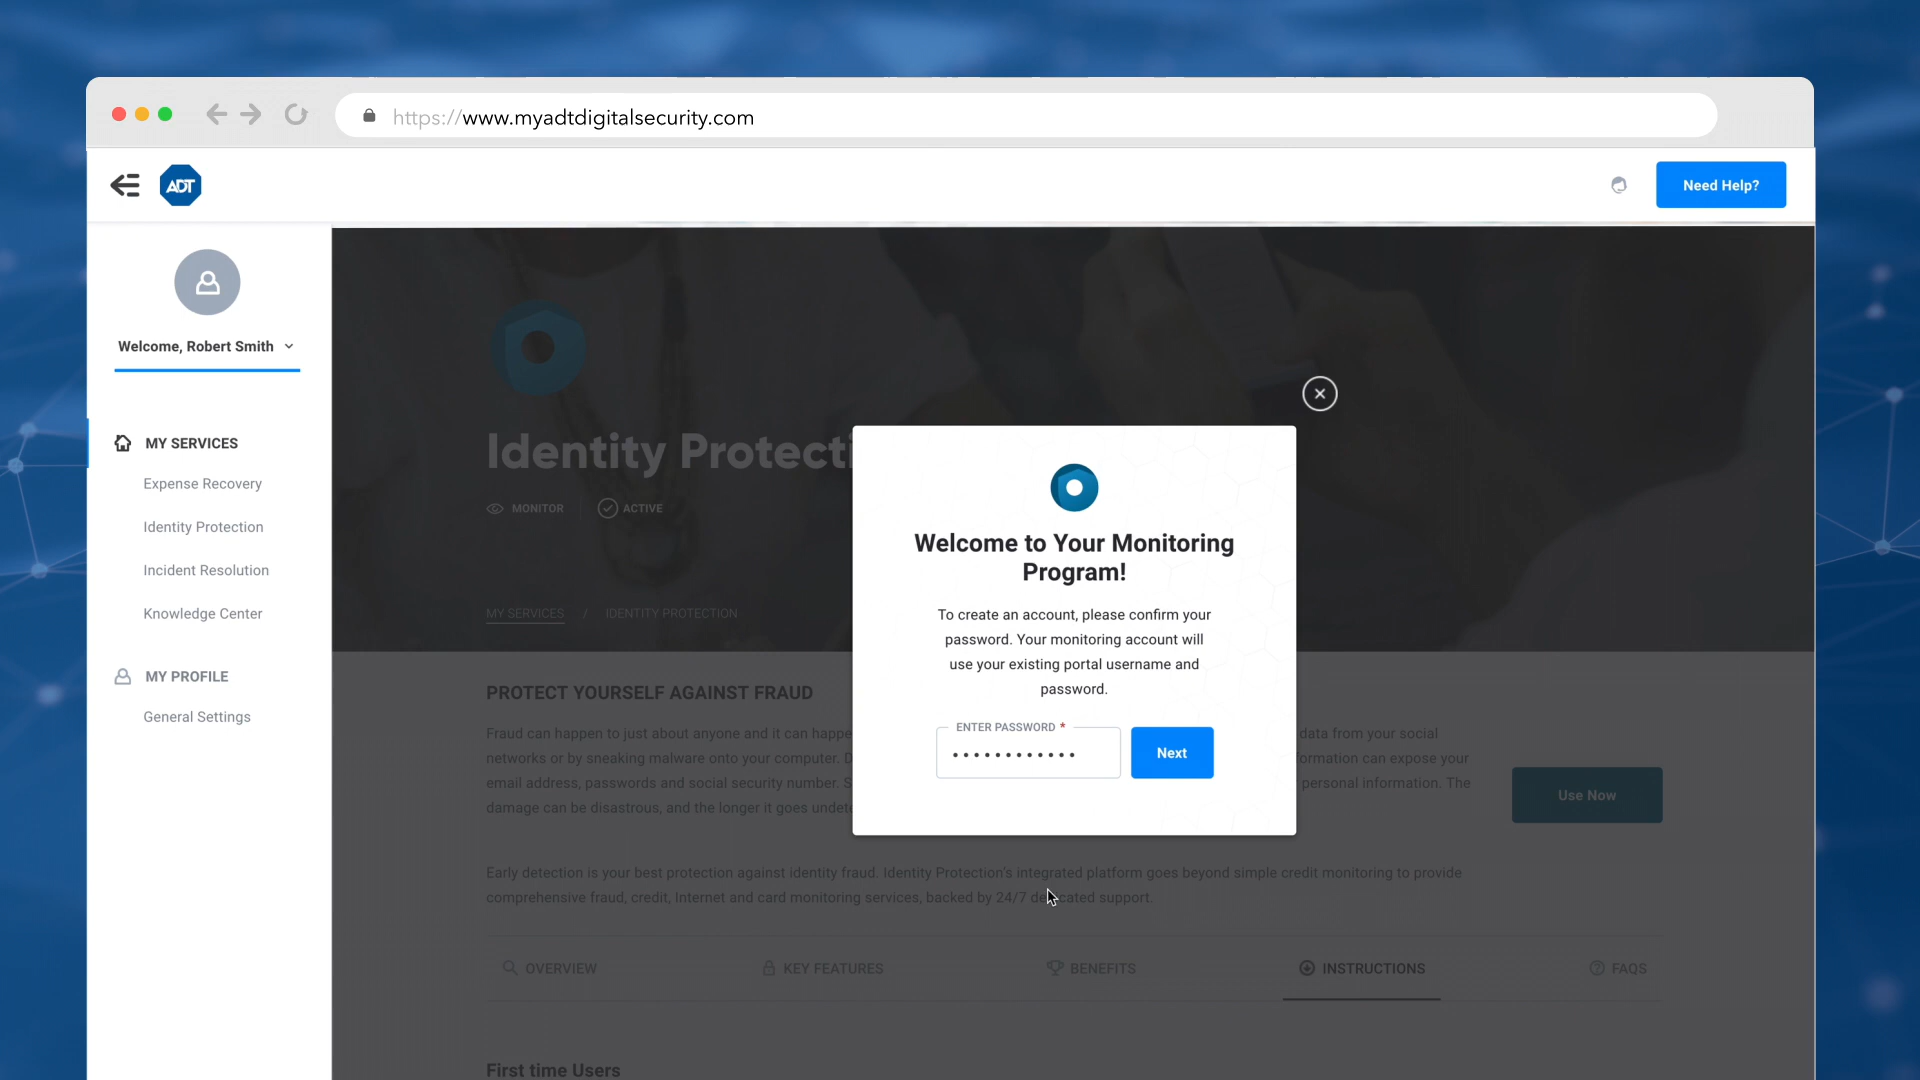 https://www.myadtdigitalsecurity.com
ADT
Need Help?
Welcome, Robert Smith
MY SERVICES
Expense Recovery
Identity Protection
Incident Resolution
Knowledge Center
MY PROFILE
General Settings
Identity Protecti
MONITOR
ACTIVE
MY SERVICES / IDENTITY PROTECTION
Welcome to Your Monitoring
Program!
To create an account, please confirm your
password. Your monitoring account will
use your existing portal username and
password.
ENTER PASSWORD *
Next
PROTECT YOURSELF AGAINST FRAUD
Fraud can happen to just about anyone and it can happe data from your social
networks or by sneaking malware onto your computer. D formation can expose your
email address, passwords and social security number. S personal information. The
damage can be disastrous, and the longer it goes undete
Use Now
Early detection is your best protection against identity fraud. Identity Protection's integrated platform goes beyond simple credit monitoring to provide
comprehensive fraud, credit, Internet and card monitoring services, backed by 24/7 dedicated support.
OVERVIEW
KEY FEATURES
BENEFITS
INSTRUCTIONS
FAQS
First time Users